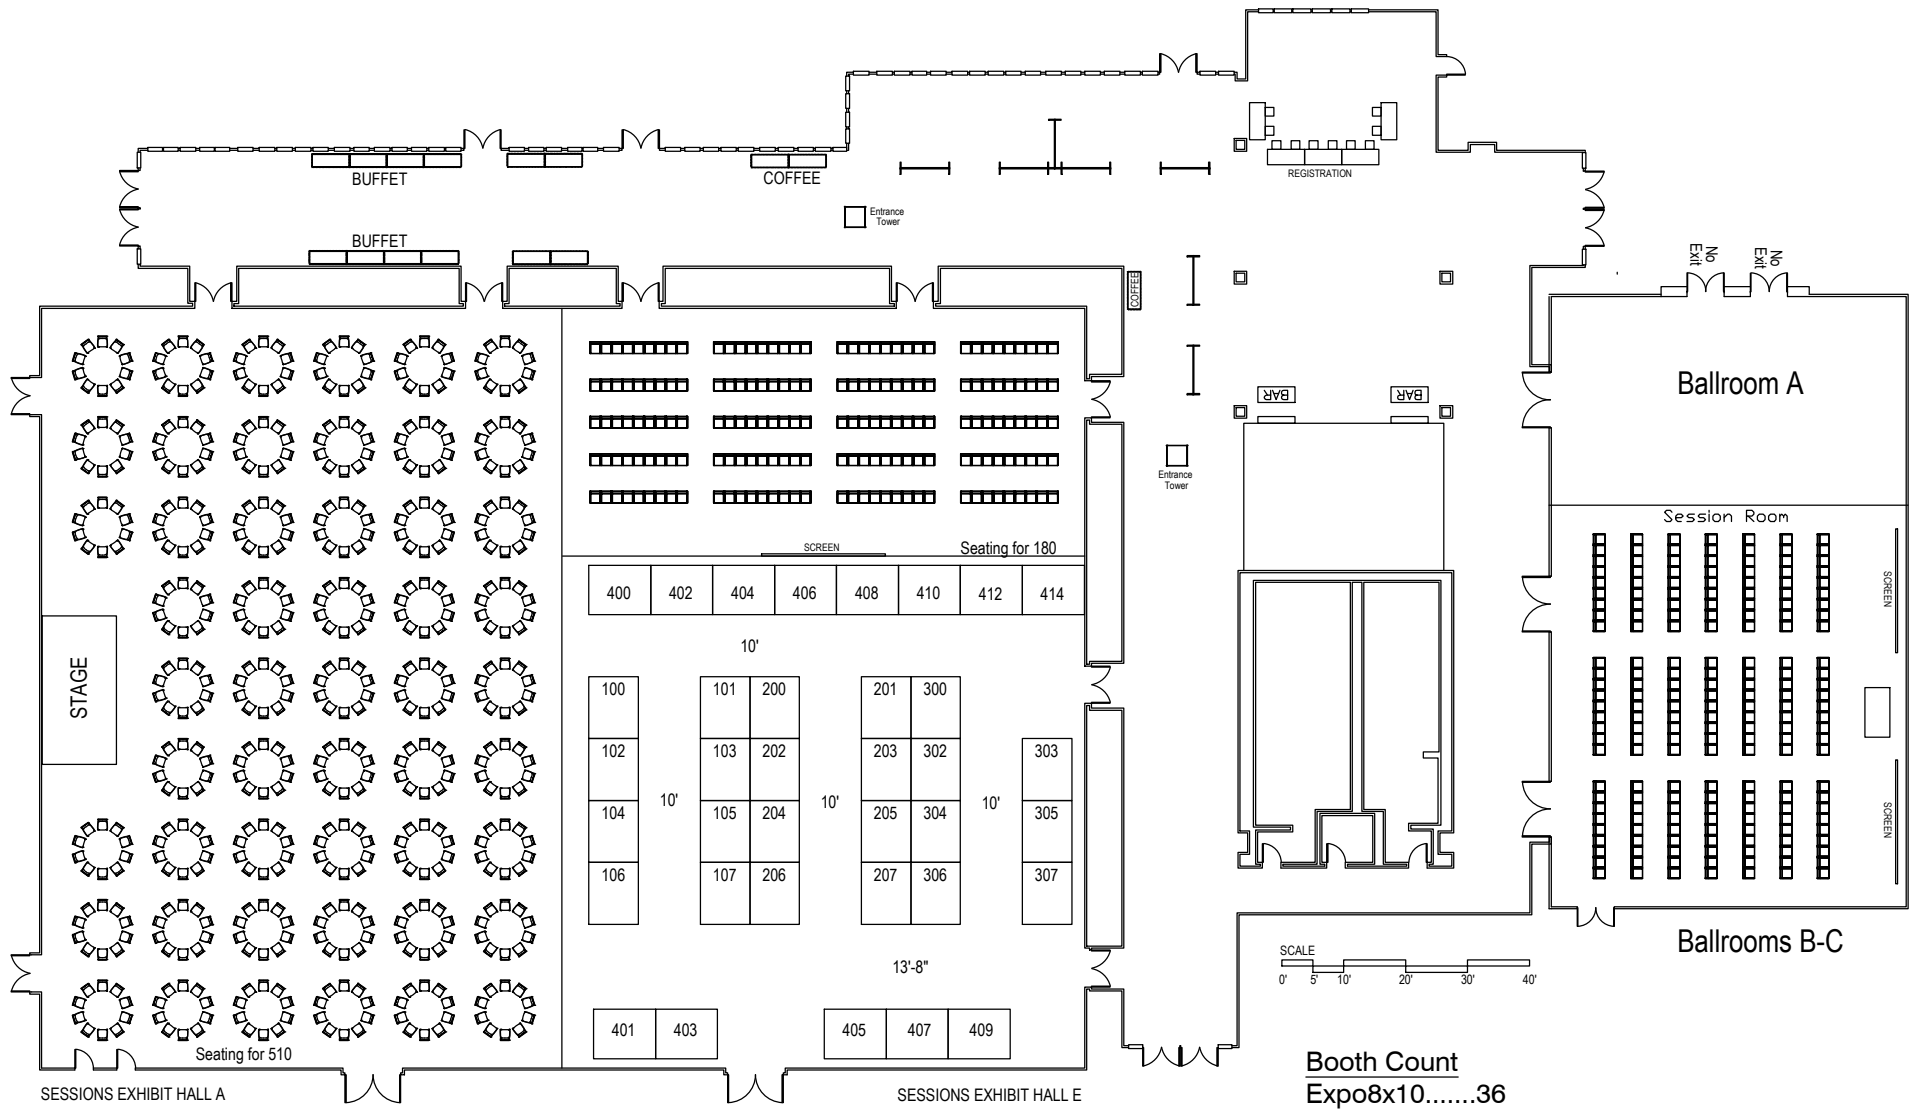 BUFFET
COFFEE
REGISTRATION
Entrance
Tower
BUFFET
No
Exit
No
Exit
COFFEE
BAR
BAR
Ballroom A
Entrance
Tower
Session Room
SCREEN
Seating for 180
SCREEN
400 402 404 406 408 410 412 414
10'
STAGE
100 101 200 201 300
102 103 202 203 302 303
10' 10' 10'
104 105 204 205 304 305
SCREEN
106 107 206 207 306 307
Ballrooms B-C
13'-8"
SCALE
0' 5' 10' 20' 30' 40'
401 403 405 407 409
Seating for 510
SESSIONS EXHIBIT HALL A
SESSIONS EXHIBIT HALL E
Booth Count
Expo8x10.......36